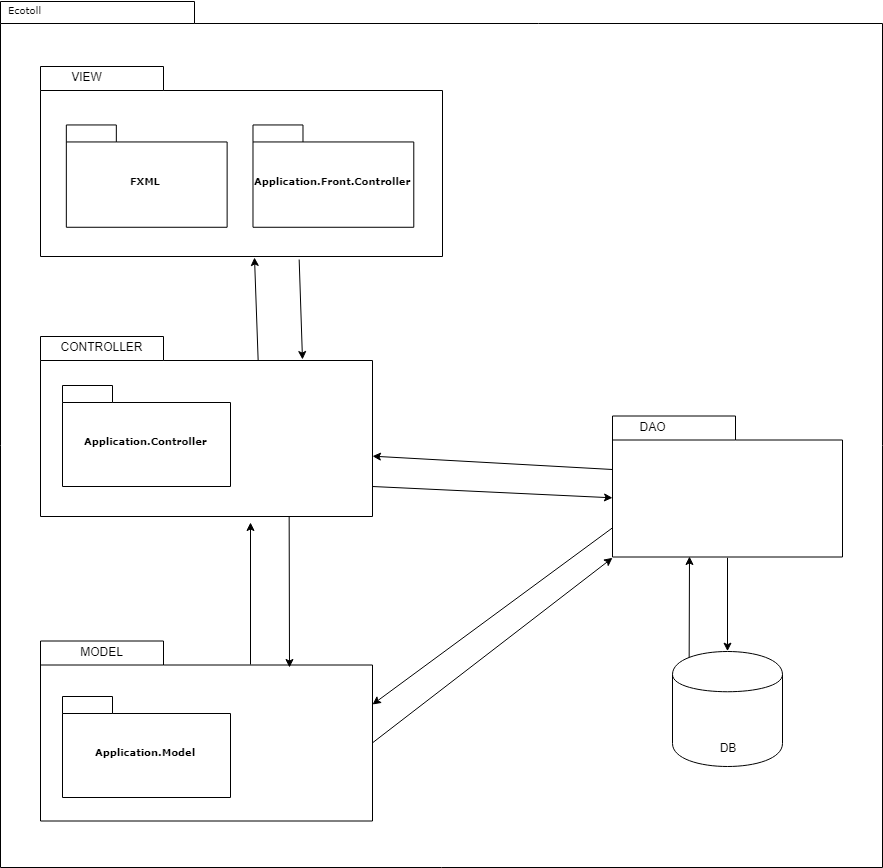 Ecotoll
VIEW
FXML
Application.Front.Controller
CONTROLLER
Application.Controller
DAO
MODEL
Application.Model
DB